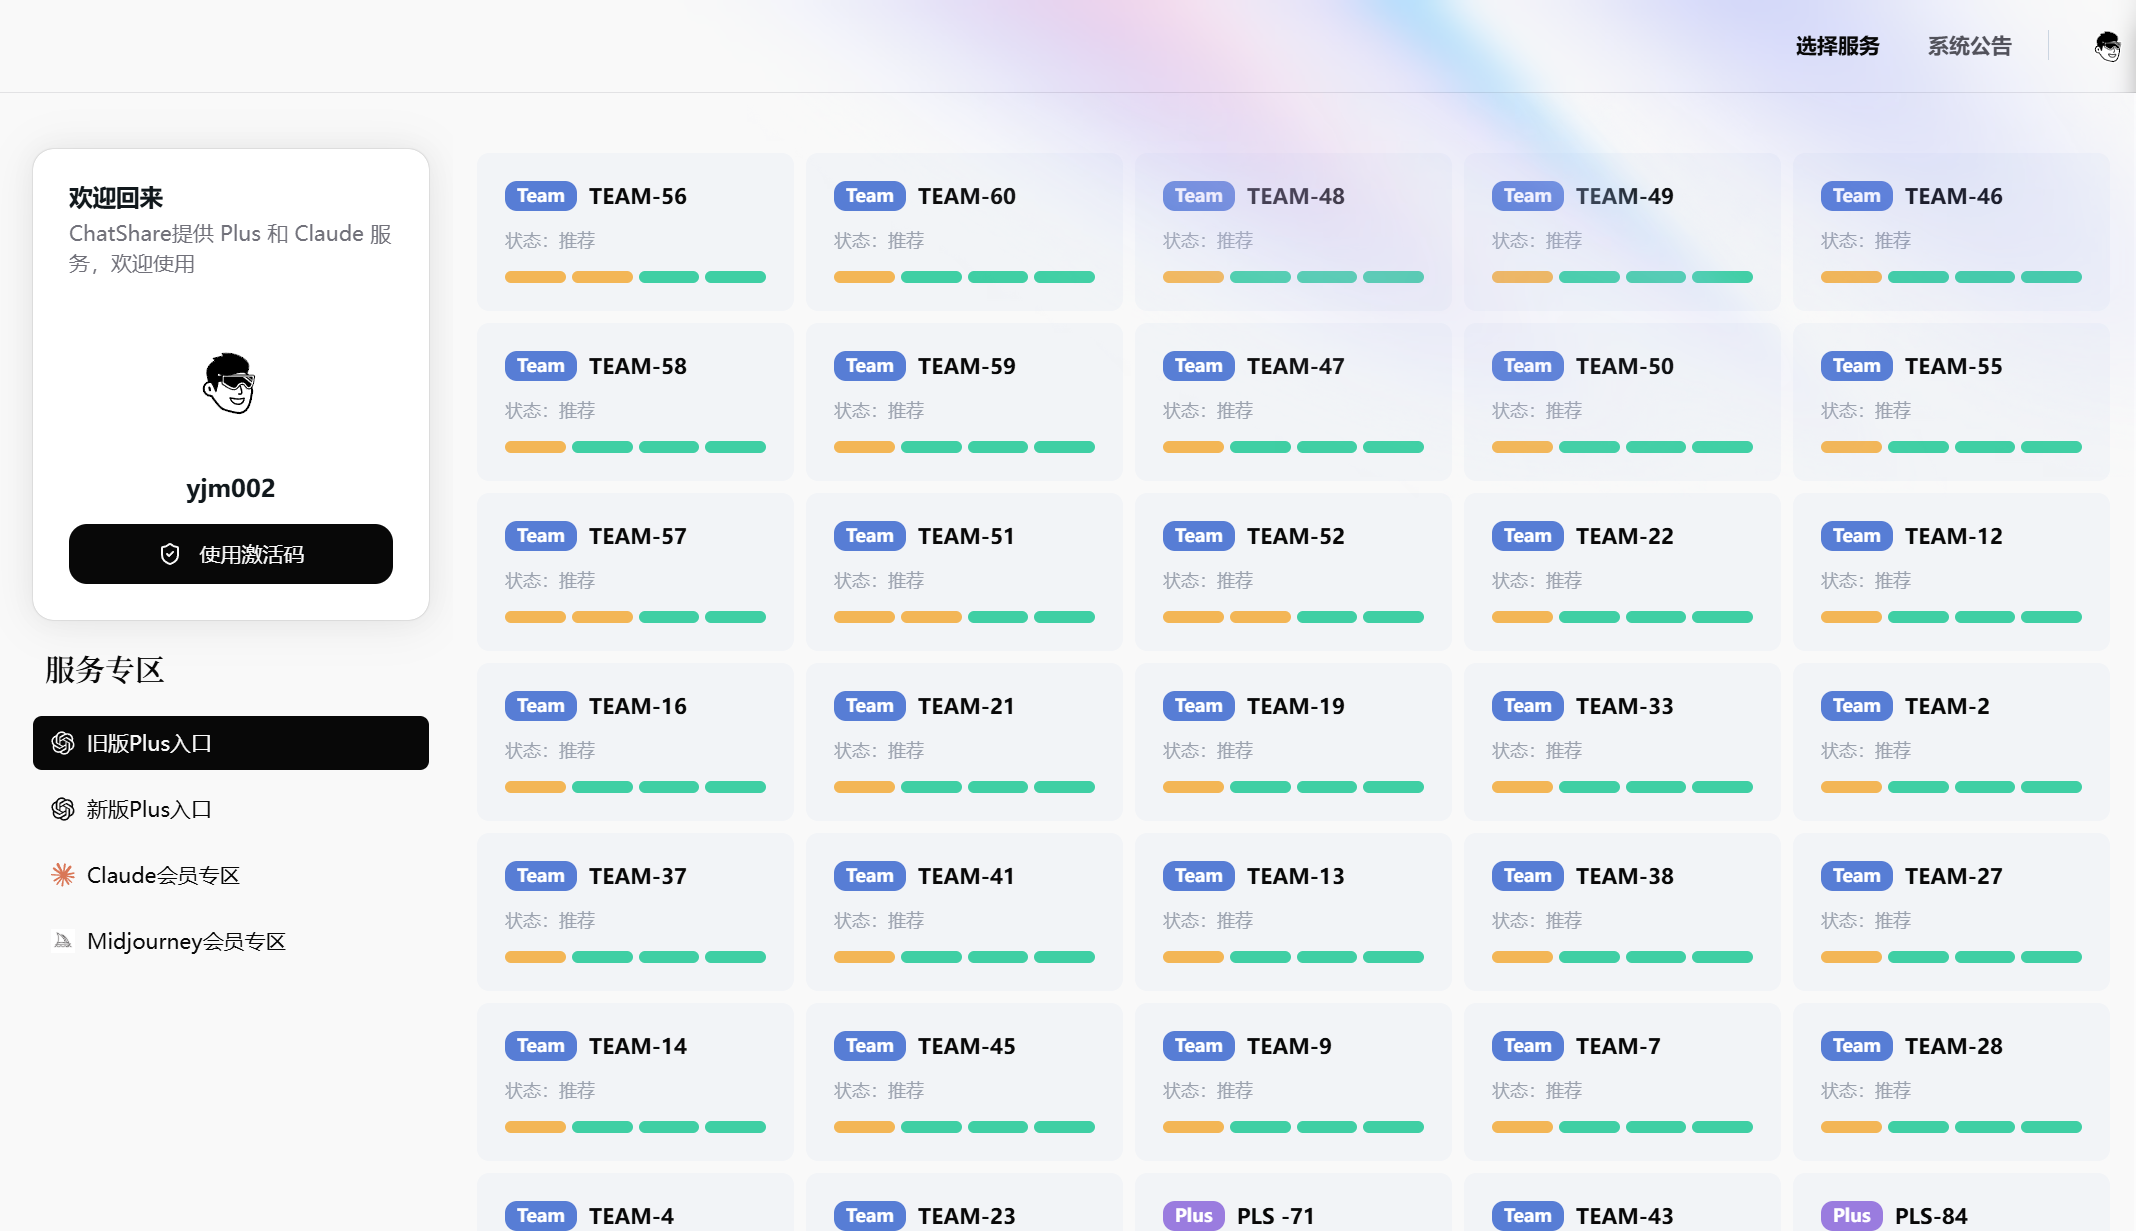 选择服务
系统公告
欢迎回来
ChatShare提供 Plus 和 Claude 服
务，欢迎使用
yjm002
使用激活码
服务专区
旧版Plus入口
新版Plus入口
Claude会员专区
Midjourney会员专区
Team TEAM-56
状态：推荐
Team TEAM-60
状态：推荐
Team TEAM-48
状态：推荐
Team TEAM-49
状态：推荐
Team TEAM-46
状态：推荐
Team TEAM-58
状态：推荐
Team TEAM-59
状态：推荐
Team TEAM-47
状态：推荐
Team TEAM-50
状态：推荐
Team TEAM-55
状态：推荐
Team TEAM-57
状态：推荐
Team TEAM-51
状态：推荐
Team TEAM-52
状态：推荐
Team TEAM-22
状态：推荐
Team TEAM-12
状态：推荐
Team TEAM-16
状态：推荐
Team TEAM-21
状态：推荐
Team TEAM-19
状态：推荐
Team TEAM-33
状态：推荐
Team TEAM-2
状态：推荐
Team TEAM-37
状态：推荐
Team TEAM-41
状态：推荐
Team TEAM-13
状态：推荐
Team TEAM-38
状态：推荐
Team TEAM-27
状态：推荐
Team TEAM-14
状态：推荐
Team TEAM-45
状态：推荐
Team TEAM-9
状态：推荐
Team TEAM-7
状态：推荐
Team TEAM-28
状态：推荐
Team TEAM-4
Team TEAM-23
Plus PLS -71
Team TEAM-43
Plus PLS-84